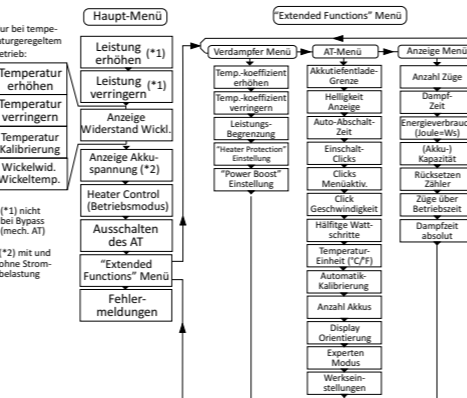 Haupt-Menü
"Extended Functions" Menü
ur bei tempe-
aturgeregeltem
etrieb:
Temperatur
erhöhen
Temperatur
verringern
Temperatur
Kalibrierung
Wickelwid.
Wickeltemp.
(*1) nicht
bei Bypass
(mech. AT)
(*2) mit und
ohne Strom-
belastung
Leistung
erhöhen (*1)
Leistung
verringern (*1)
Anzeige
Widerstand Wickl.
Anzeige Akku-
spannung (*2)
Heater Control
(Betriebsmodus)
Ausschalten
des AT
"Extended
Functions" Menü
Fehler-
meldungen
Verdampfer Menü
Temp.-koeffizient
erhöhen
Temp.-koeffizient
verringern
Leistungs-
Begrenzung
"Heater Protection"
Einstellung
"Power Boost"
Einstellung
AT-Menü
Akkutiefentlade-
Grenze
Helligkeit
Anzeige
Auto-Abschalt-
Zeit
Einschalt-
Clicks
Clicks
Menüaktiv.
Click
Geschwindigkeit
Hälfitge Watt-
schritte
Temperatur-
Einheit (°C/°F)
Automatik-
Kalibrierung
Anzahl Akkus
Display
Orientierung
Experten
Modus
Werksein-
stellungen
Anzeige Menü
Anzahl Züge
Dampf-
Zeit
Energieverbrauc
(Joule=Ws)
(Akku-)
Kapazität
Rücksetzen
Zähler
Züge über
Betriebszeit
Dampfzeit
absolut